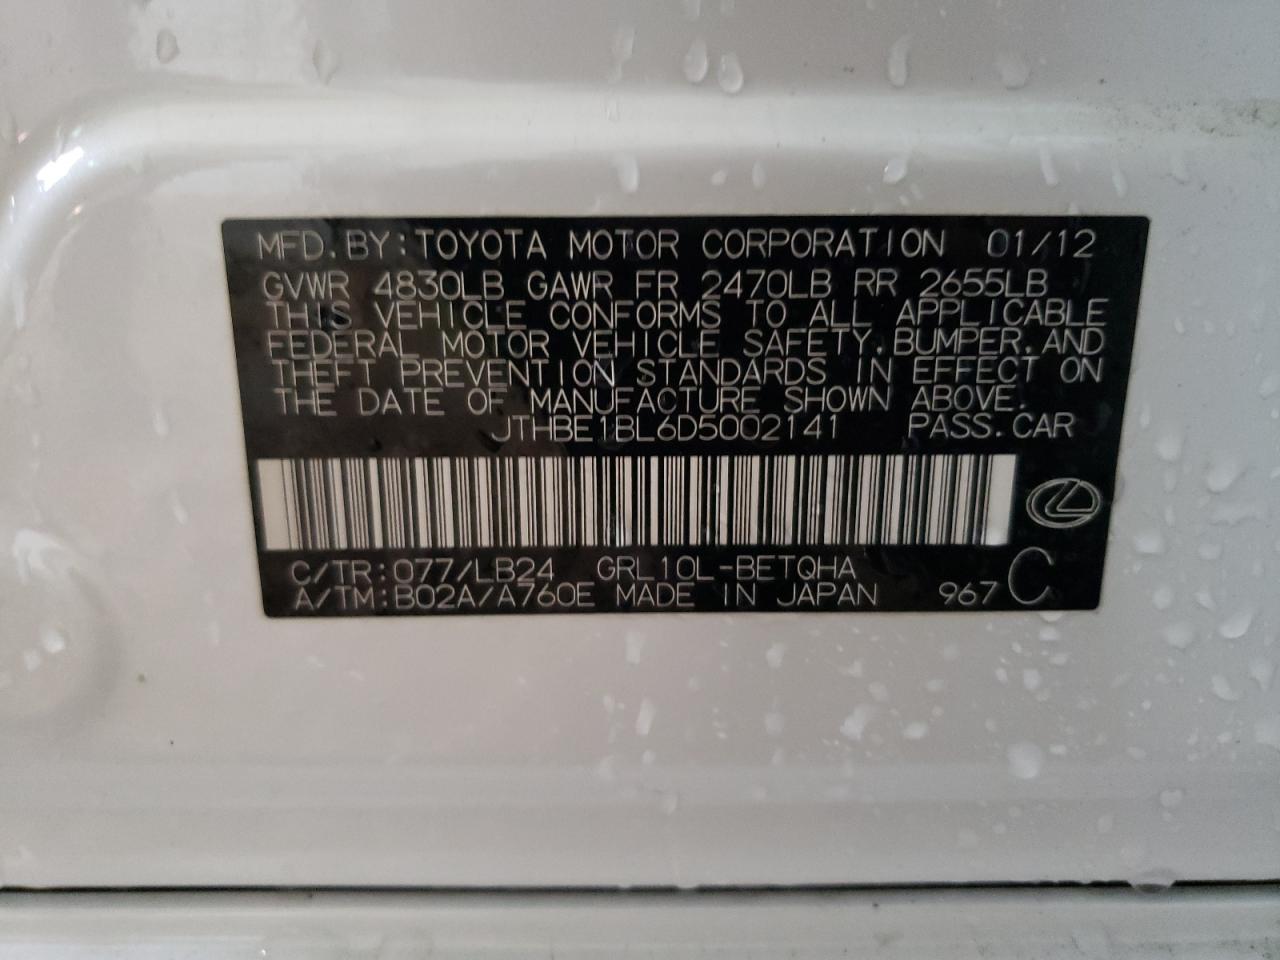 MFD.BY:TOYOTA MOTOR CORPORATION 01/12
GVWR 4830LB GAWR FR 2470LB RR 2655LB
THIS VEHICLE CONFORMS TO ALL APPLICABLE
FEDERAL MOTOR VEHICLE SAFETY,BUMPER,AND
THEFT PREVENTION STANDARDS IN EFFECT ON
THE DATE OF MANUFACTURE SHOWN ABOVE.
JTHBE1BL6D5002141 PASS.CAR
C/TR:077/LB24 GRL10L-BETQHA
A/TM:B02A/A760E MADE IN JAPAN 967 C